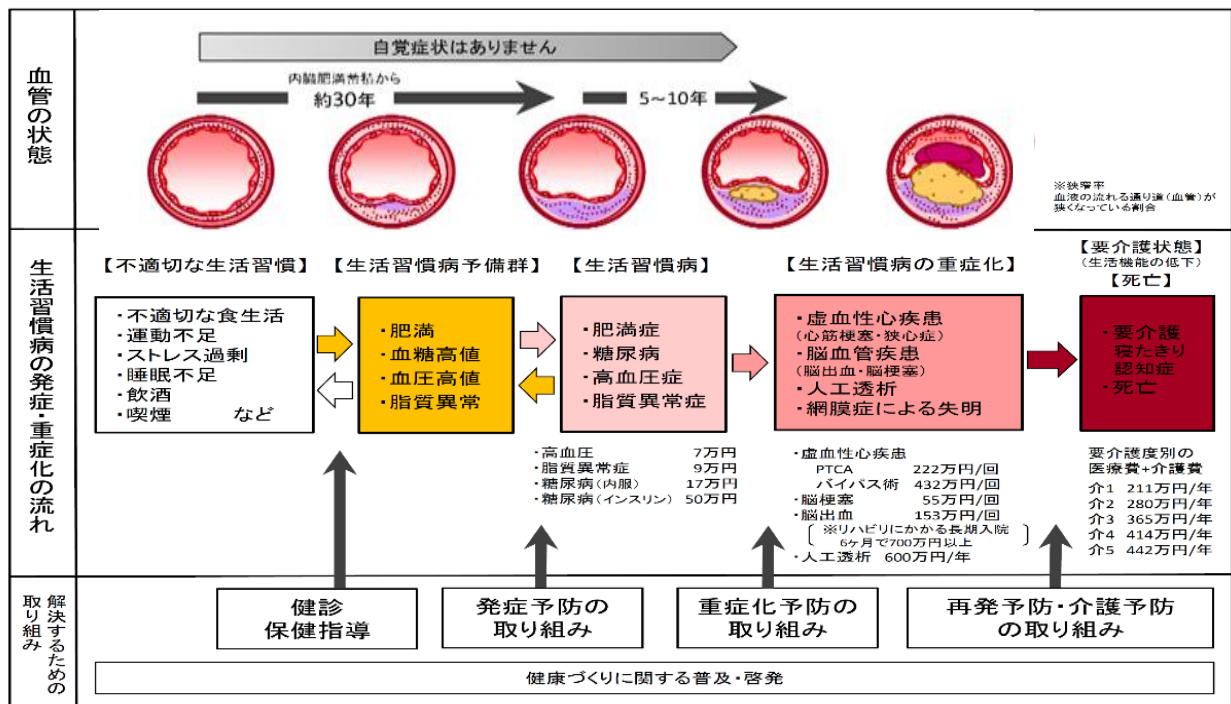 血管の状態
自覚症状はありません
内臓肥満蓄積から
約30年
5～10年
※狭窄率
血液の流れる通り道(血管)が
狭くなっている割合
生活習慣病の発症・重症化の流れ
【不適切な生活習慣】
・不適切な食生活
・運動不足
・ストレス過剰
・睡眠不足
・飲酒
・喫煙 など
【生活習慣病予備群】
・肥満
・血糖高値
・血圧高値
・脂質異常
【生活習慣病】
・肥満症
・糖尿病
・高血圧症
・脂質異常症
・高血圧 7万円
・脂質異常症 9万円
・糖尿病(内服) 17万円
・糖尿病(インスリン) 50万円
【生活習慣病の重症化】
・虚血性心疾患
(心筋梗塞・狭心症)
・脳血管疾患
(脳出血・脳梗塞)
・人工透析
・網膜症による失明
・虚血性心疾患
PTCA 222万円/回
バイパス術 432万円/回
・脳梗塞 55万円/回
・脳出血 153万円/回
※リハビリにかかる長期入院
6ヶ月で700万円以上
・人工透析 600万円/年
【要介護状態】
(生活機能の低下)
【死亡】
・要介護
寝たきり
認知症
・死亡
要介護度別の
医療費+介護費
介1 211万円/年
介2 280万円/年
介3 365万円/年
介4 414万円/年
介5 442万円/年
解決するための
取り組み
健診
保健指導
発症予防の
取り組み
重症化予防の
取り組み
再発予防・介護予防
の取り組み
健康づくりに関する普及・啓発